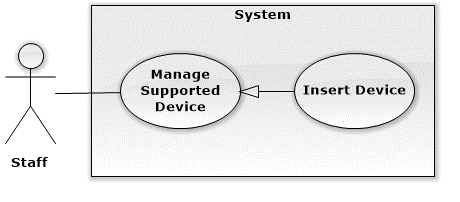 System
Manage
Supported
Device
Insert Device
Staff